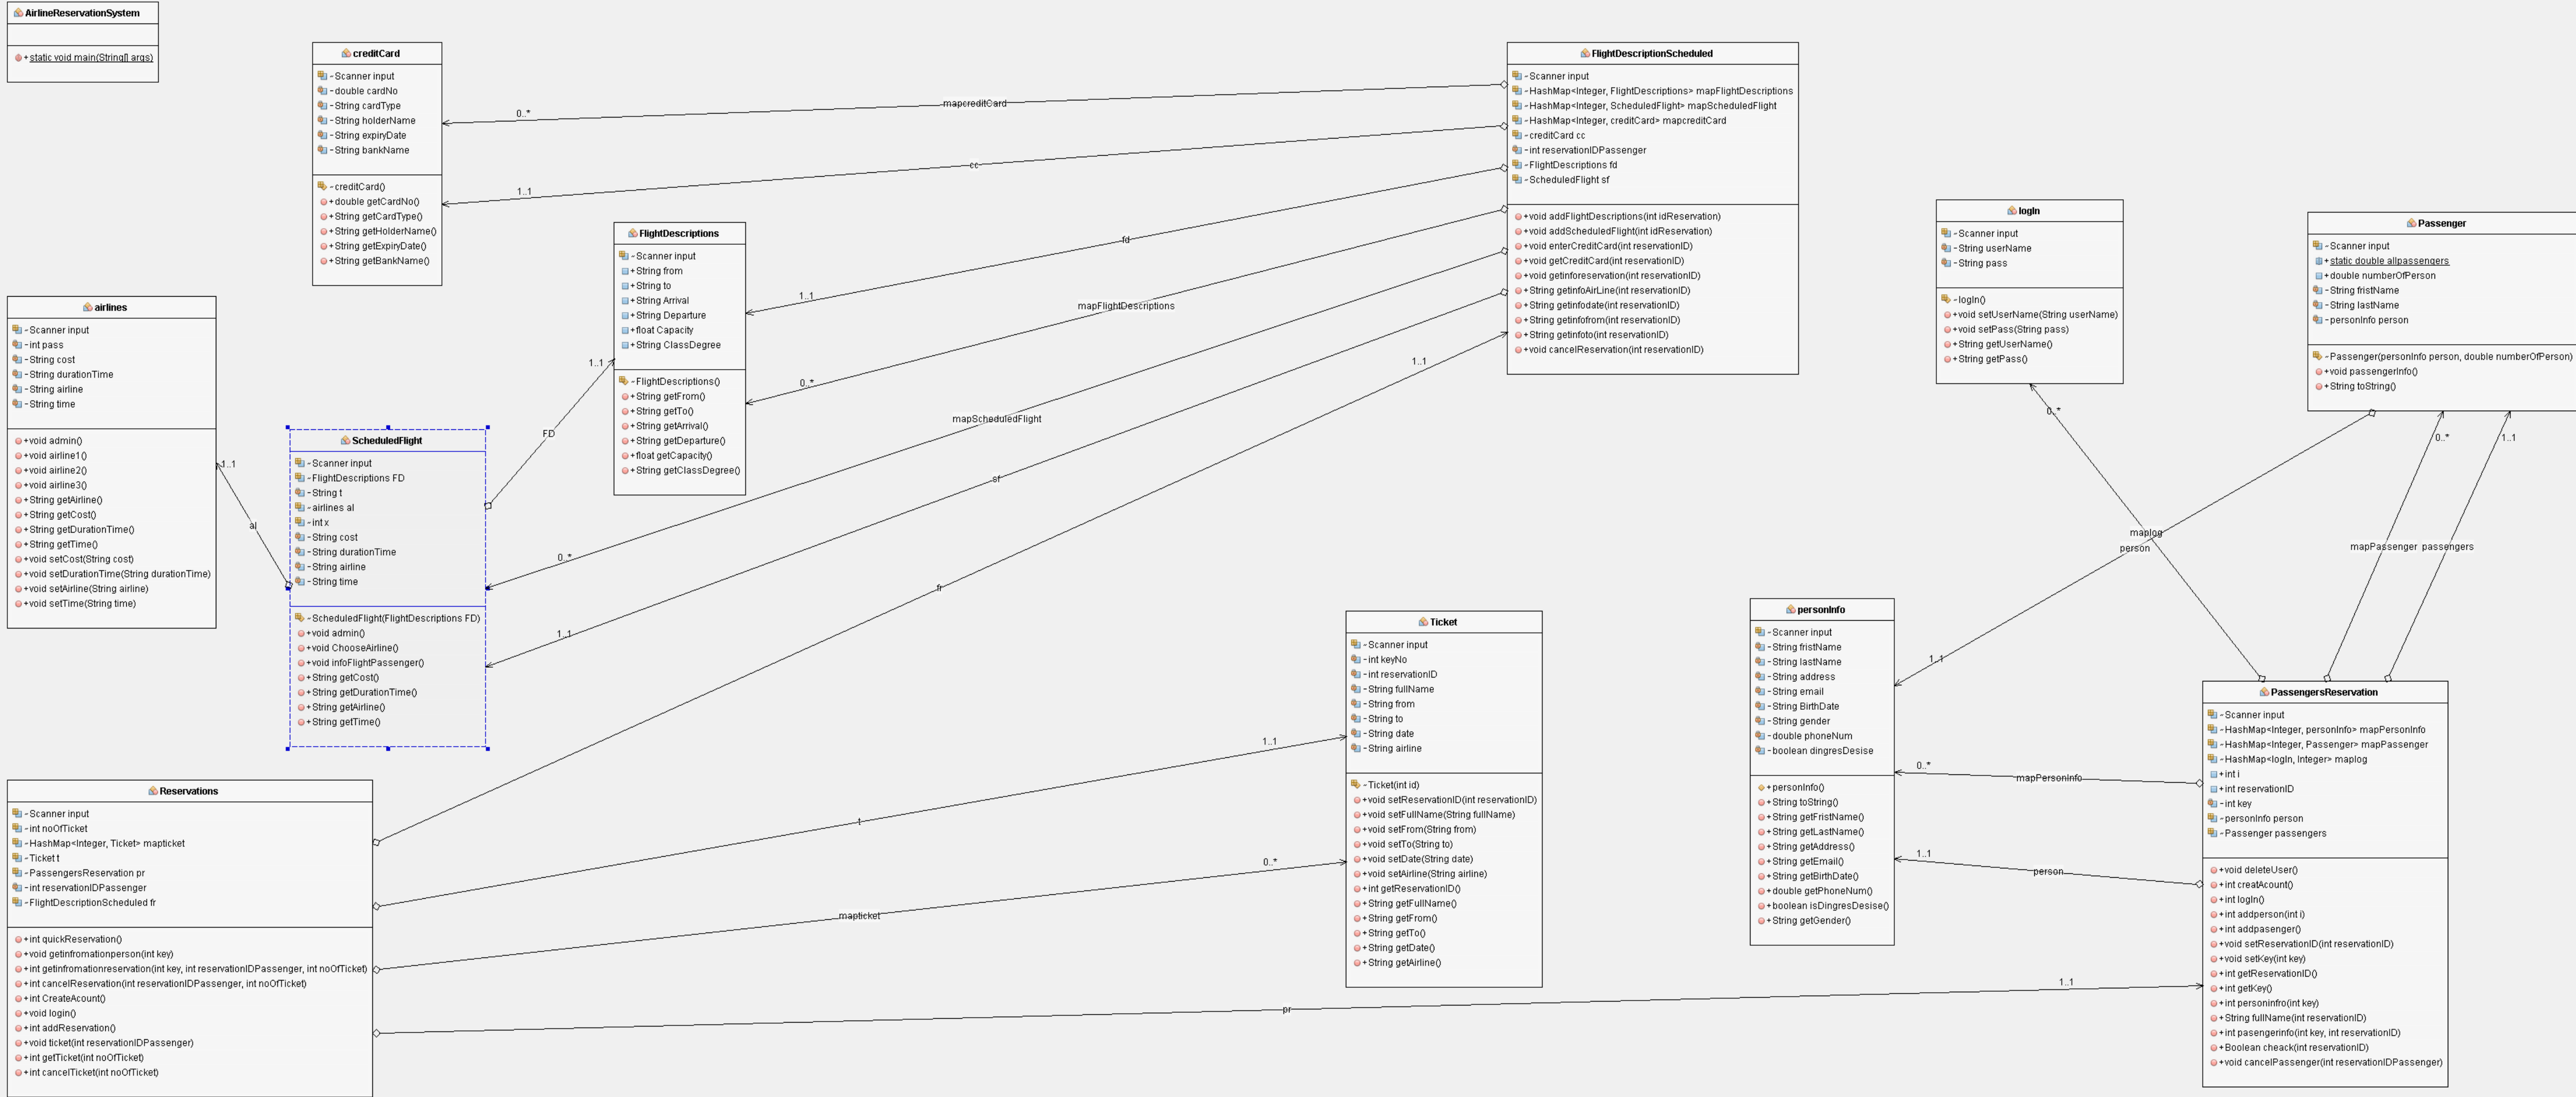 AirlineReservationSystem
+static void main(String[] args)
creditCard
-Scanner input
-double cardNo
-String cardType
-String holderName
-String expiryDate
-String bankName
-creditCard()
+double getCardNo()
+String getCardType()
+String getHolderName()
+String getExpiryDate()
+String getBankName()
FlightDescriptionScheduled
-Scanner input
-HashMap<Integer, FlightDescriptions> mapFlightDescriptions
-HashMap<Integer, ScheduledFlight> mapScheduledFlight
-HashMap<Integer, creditCard> mapcreditCard
-creditCard cc
-int reservationIDPassenger
-FlightDescriptions fd
-ScheduledFlight sf
+void addFlightDescriptions(int idReservation)
+void addScheduledFlight(int idReservation)
+void enterCreditCard(int reservationID)
+void getCreditCard(int reservationID)
+void getinforeservation(int reservationID)
+String getinfoAirLine(int reservationID)
+String getinfodate(int reservationID)
+String getinfofrom(int reservationID)
+String getinfoto(int reservationID)
+void cancelReservation(int reservationID)
mapcreditCard
0..*
cc
1..1
fd
1..1
mapFlightDescriptions
0..*
mapScheduledFlight
0..*
sf
1..1
fr
1..1
FlightDescriptions
-Scanner input
+String from
+String to
+String Arrival
+String Departure
+float Capacity
+String ClassDegree
-FlightDescriptions()
+String getFrom()
+String getTo()
+String getArrival()
+String getDeparture()
+float getCapacity()
+String getClassDegree()
logIn
-Scanner input
-String userName
-String pass
-logIn()
+void setUserName(String userName)
+void setPass(String pass)
+String getUserName()
+String getPass()
Passenger
-Scanner input
+static double allpassengers
+double numberOfPerson
-String fristName
-String lastName
-personInfo person
-Passenger(personInfo person, double numberOfPerson)
+void passengerInfo()
+String toString()
airlines
-Scanner input
-int pass
-String cost
-String durationTime
-String airline
-String time
+void admin()
+void airline1()
+void airline2()
+void airline3()
+String getAirline()
+String getCost()
+String getDurationTime()
+String getTime()
+void setCost(String cost)
+void setDurationTime(String durationTime)
+void setAirline(String airline)
+void setTime(String time)
1..1
al
FD
1..1
ScheduledFlight
-Scanner input
-FlightDescriptions FD
-String t
-airlines al
-int x
-String cost
-String durationTime
-String airline
-String time
-ScheduledFlight(FlightDescriptions FD)
+void admin()
+void ChooseAirline()
+void infoFlightPassenger()
+String getCost()
+String getDurationTime()
+String getAirline()
+String getTime()
0..*
maplog
person
1..1
0..*
mapPassenger
1..1
passengers
Ticket
-Scanner input
-int keyNo
-int reservationID
-String fullName
-String from
-String to
-String date
-String airline
-Ticket(int id)
+void setReservationID(int reservationID)
+void setFullName(String fullName)
+void setFrom(String from)
+void setTo(String to)
+void setDate(String date)
+void setAirline(String airline)
+int getReservationID()
+String getFullName()
+String getFrom()
+String getTo()
+String getDate()
+String getAirline()
personInfo
-Scanner input
-String fristName
-String lastName
-String address
-String email
-String BirthDate
-String gender
-double phoneNum
-boolean dingresDesise
+personInfo()
+String toString()
+String getFristName()
+String getLastName()
+String getAddress()
+String getEmail()
+String getBirthDate()
+double getPhoneNum()
+boolean isDingresDesise()
+String getGender()
0..*
mapPersonInfo
1..1
person
PassengersReservation
-Scanner input
-HashMap<Integer, personInfo> mapPersonInfo
-HashMap<Integer, Passenger> mapPassenger
-HashMap<logIn, Integer> maplog
+int i
+int reservationID
-int key
-personInfo person
-Passenger passengers
+void deleteUser()
+int creatAcount()
+int logIn()
+int addperson(int i)
+int addpasenger()
+void setReservationID(int reservationID)
+void setKey(int key)
+int getReservationID()
+int getKey()
+int personinfro(int key)
+String fullName(int reservationID)
+int pasengerinfo(int key, int reservationID)
+Boolean cheack(int reservationID)
+void cancelPassenger(int reservationIDPassenger)
Reservations
-Scanner input
-int noOfTicket
-HashMap<Integer, Ticket> mapticket
-Ticket t
-PassengersReservation pr
-int reservationIDPassenger
-FlightDescriptionScheduled fr
+int quickReservation()
+void getinfromationperson(int key)
+int getinfromationreservation(int key, int reservationIDPassenger, int noOfTicket)
+int cancelReservation(int reservationIDPassenger, int noOfTicket)
+int CreateAcount()
+void login()
+int addReservation()
+void ticket(int reservationIDPassenger)
+int getTicket(int noOfTicket)
+int cancelTicket(int noOfTicket)
1..1
t
0..*
mapticket
1..1
pr